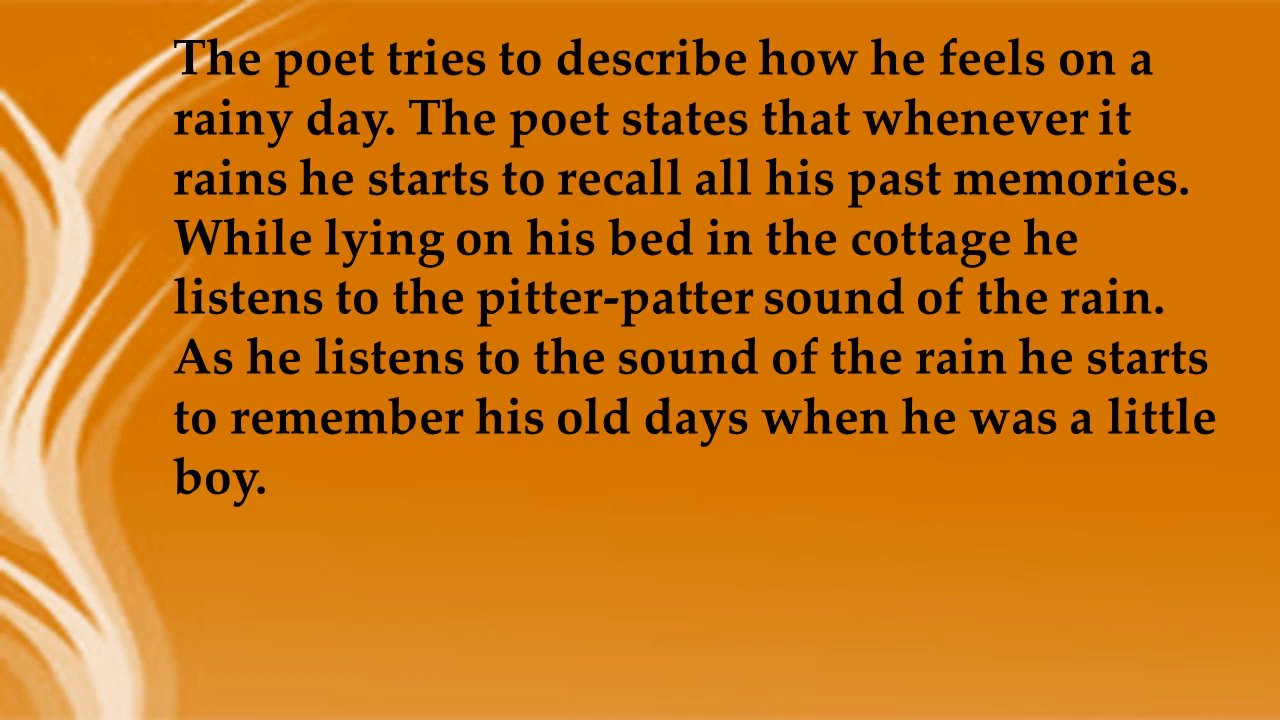 The poet tries to describe how he feels on a
rainy day. The poet states that whenever it
rains he starts to recall all his past memories.
While lying on his bed in the cottage he
listens to the pitter-patter sound of the rain.
As he listens to the sound of the rain he starts
to remember his old days when he was a little
boy.